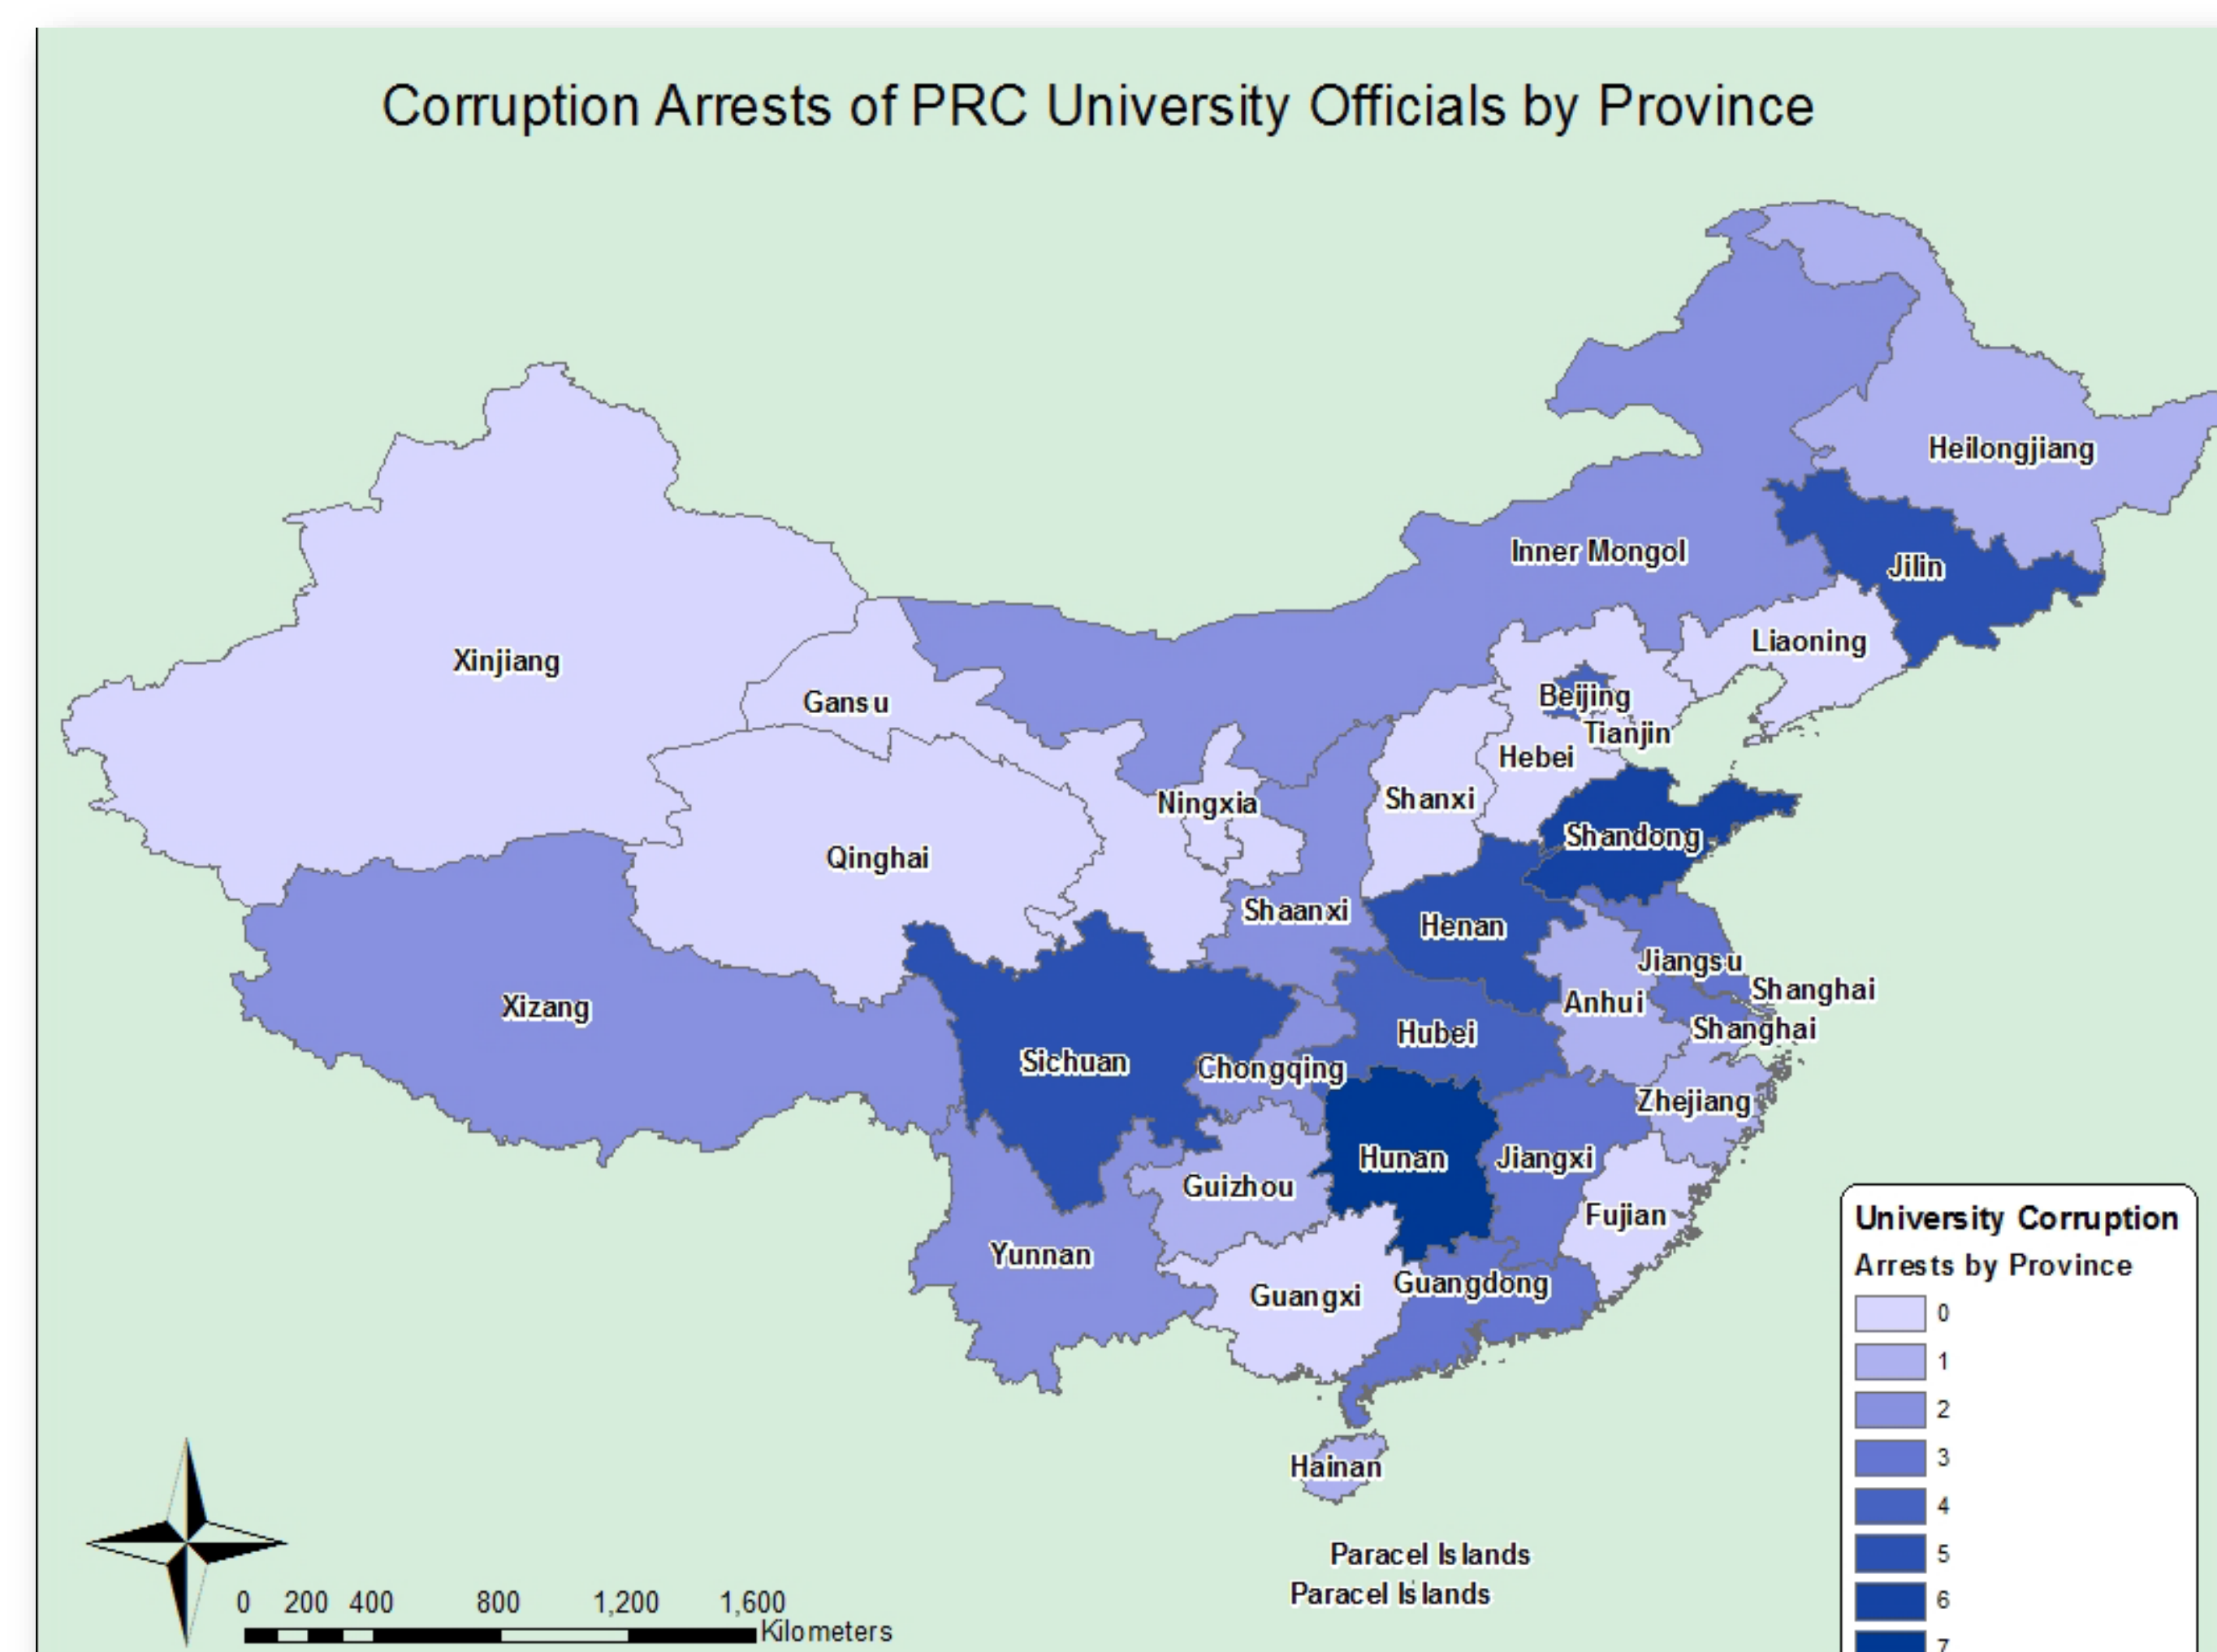 Corruption Arrests of PRC University Officials by Province
Heilongjiang
Inner Mongol
Jilin
Liaoning
Xinjiang
Gansu
Beijing
Tianjin
Hebei
Ningxia
Shanxi
Shandong
Qinghai
Shaanxi
Henan
Jiangsu
Shanghai
Xizang
Anhui
Shanghai
Hubei
Sichuan
Chongqing
Zhejiang
Hunan
Jiangxi
Guizhou
Fujian
Yunnan
Guangdong
Guangxi
Hainan
Paracel Islands
Paracel Islands
University Corruption
Arrests by Province
0
1
2
3
4
5
6
7
0 200 400 800 1,200 1,600
Kilometers